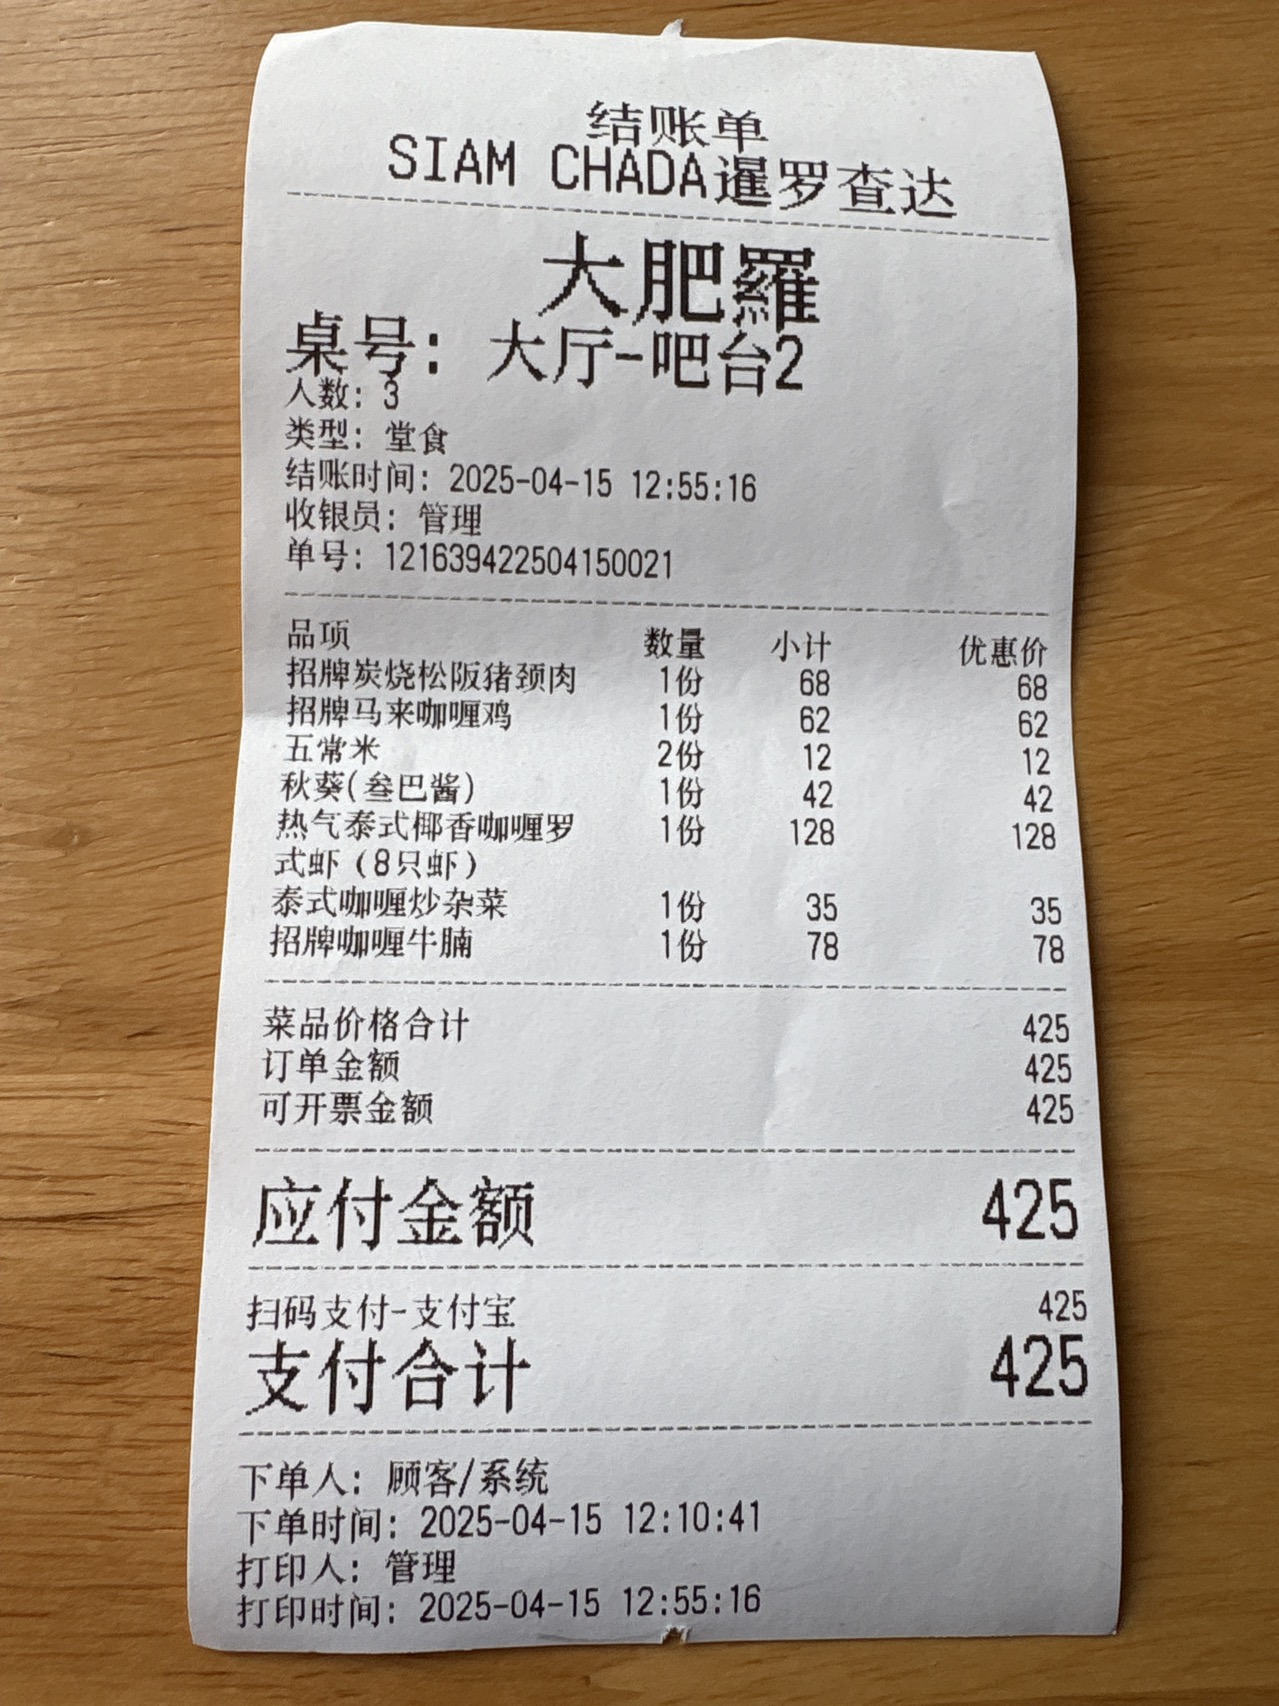 结账单
SIAM CHADA暹罗查达
大肥羅
桌号: 大厅-吧台2
人数: 3
类型: 堂食
结账时间: 2025-04-15 12:55:16
收银员: 管理
单号: 121639422504150021
品项 数量 小计 优惠价
招牌炭烧松阪猪颈肉 1份 68 68
招牌马来咖喱鸡 1份 62 62
五常米 2份 12 12
秋葵(叁巴酱) 1份 42 42
热气泰式椰香咖喱罗 1份 128 128
式虾（8只虾）
泰式咖喱炒杂菜 1份 35 35
招牌咖喱牛腩 1份 78 78
菜品价格合计 425
订单金额 425
可开票金额 425
应付金额 425
扫码支付-支付宝 425
支付合计 425
下单人: 顾客/系统
下单时间: 2025-04-15 12:10:41
打印人: 管理
打印时间: 2025-04-15 12:55:16